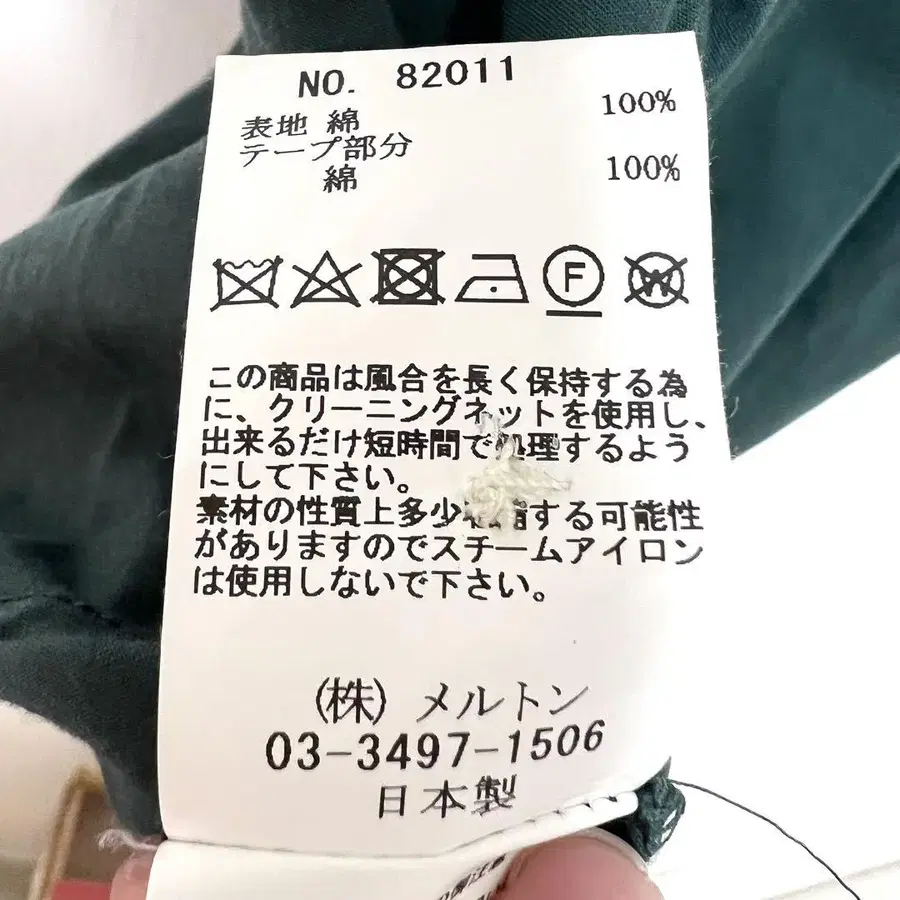 NO. 82011
表地 綿 100%
テープ部分
綿 100%
F W
この商品は風合を長く保持する為
に、クリーニングネットを使用し、
出来るだけ短時間で処理するよう
にして下さい。
素材の性質上多少収縮する可能性
がありますのでスチームアイロン
は使用しないで下さい。
(株) メルトン
03-3497-1506
日本製